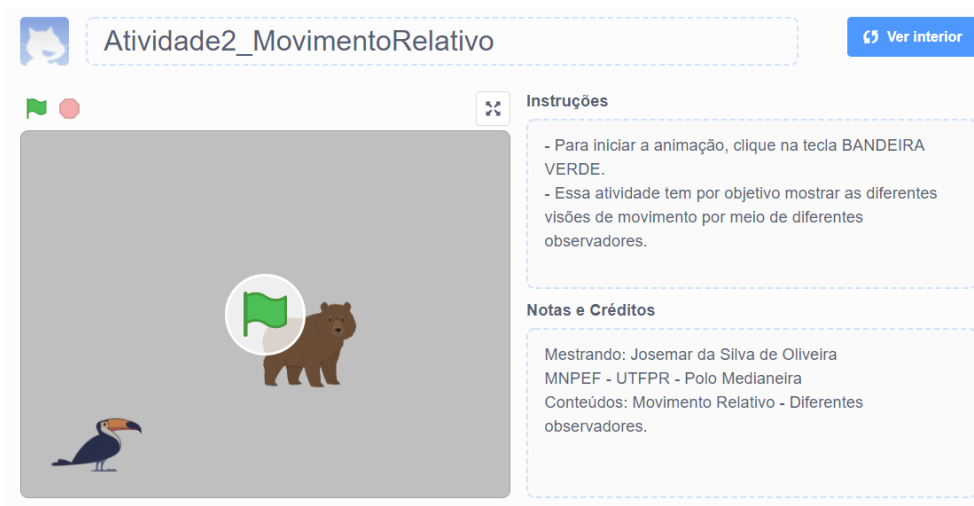 Atividade2_MovimentoRelativo
Ver interior
Instruções
- Para iniciar a animação, clique na tecla BANDEIRA
VERDE.
- Essa atividade tem por objetivo mostrar as diferentes
visões de movimento por meio de diferentes
observadores.
Notas e Créditos
Mestrando: Josemar da Silva de Oliveira
MNPEF - UTFPR - Polo Medianeira
Conteúdos: Movimento Relativo - Diferentes
observadores.